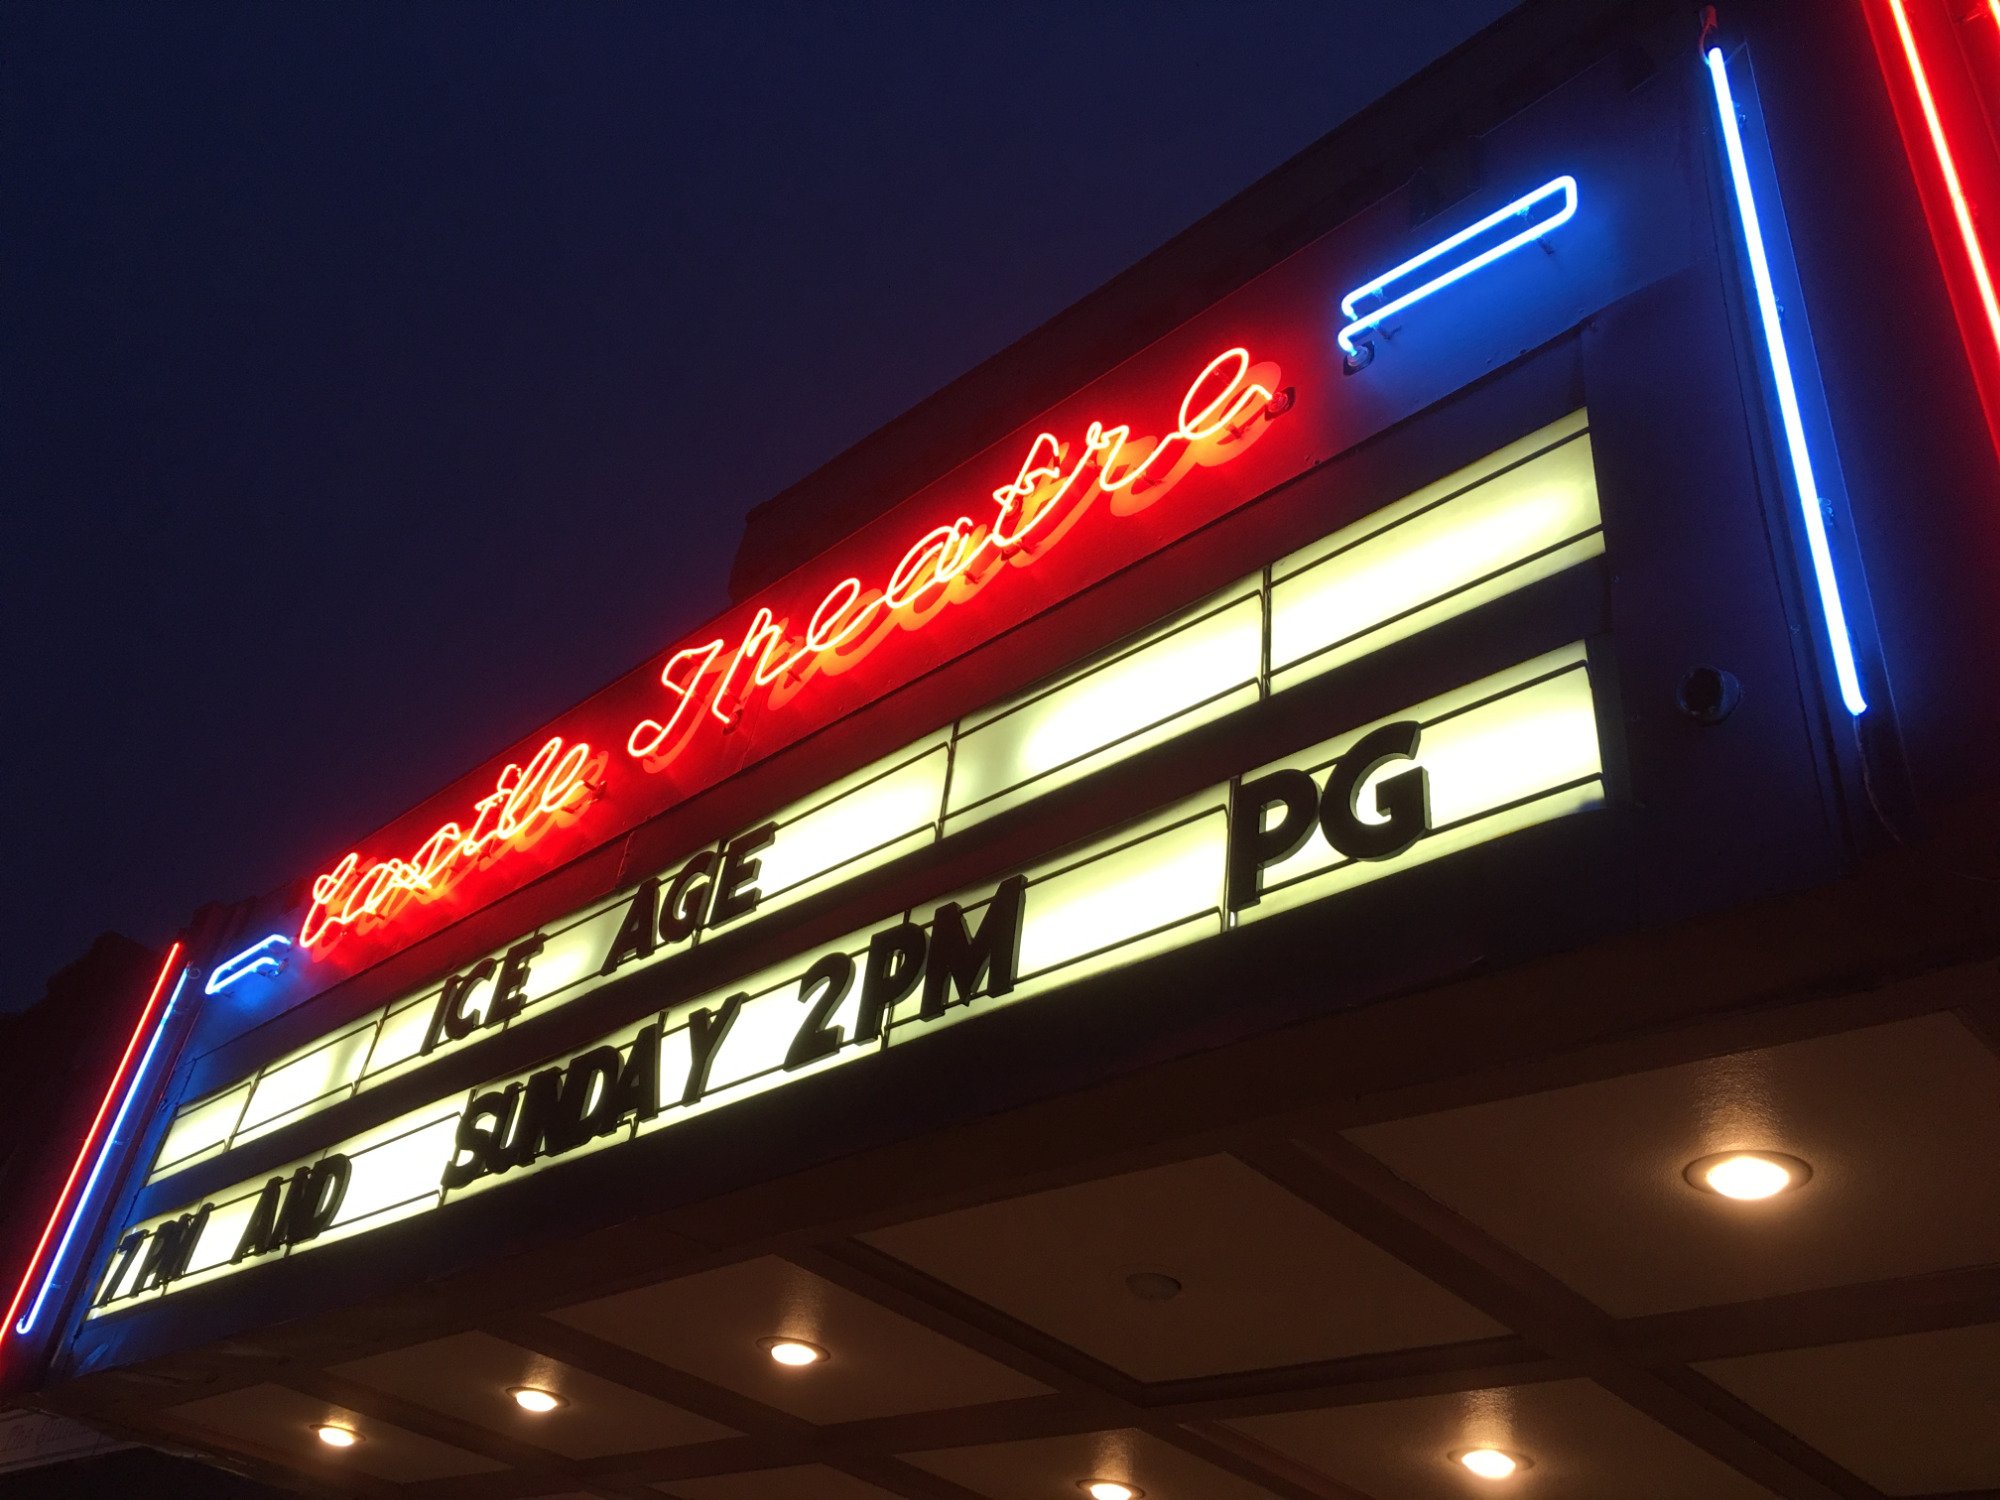 Castle Theatre
ICE AGE
7PM AND SUNDAY 2PM PG